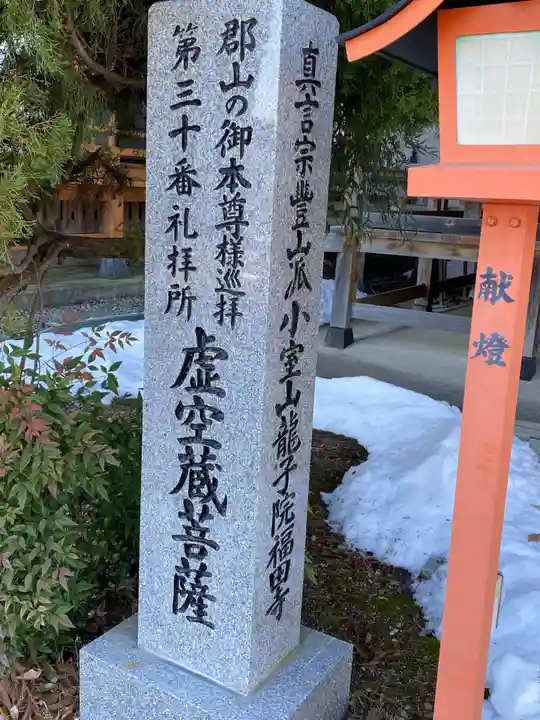 郡山の御本尊様巡拝
第三十番礼拝所
虚空蔵菩薩
真言宗豊山派小室山龍子院福田寺
献燈